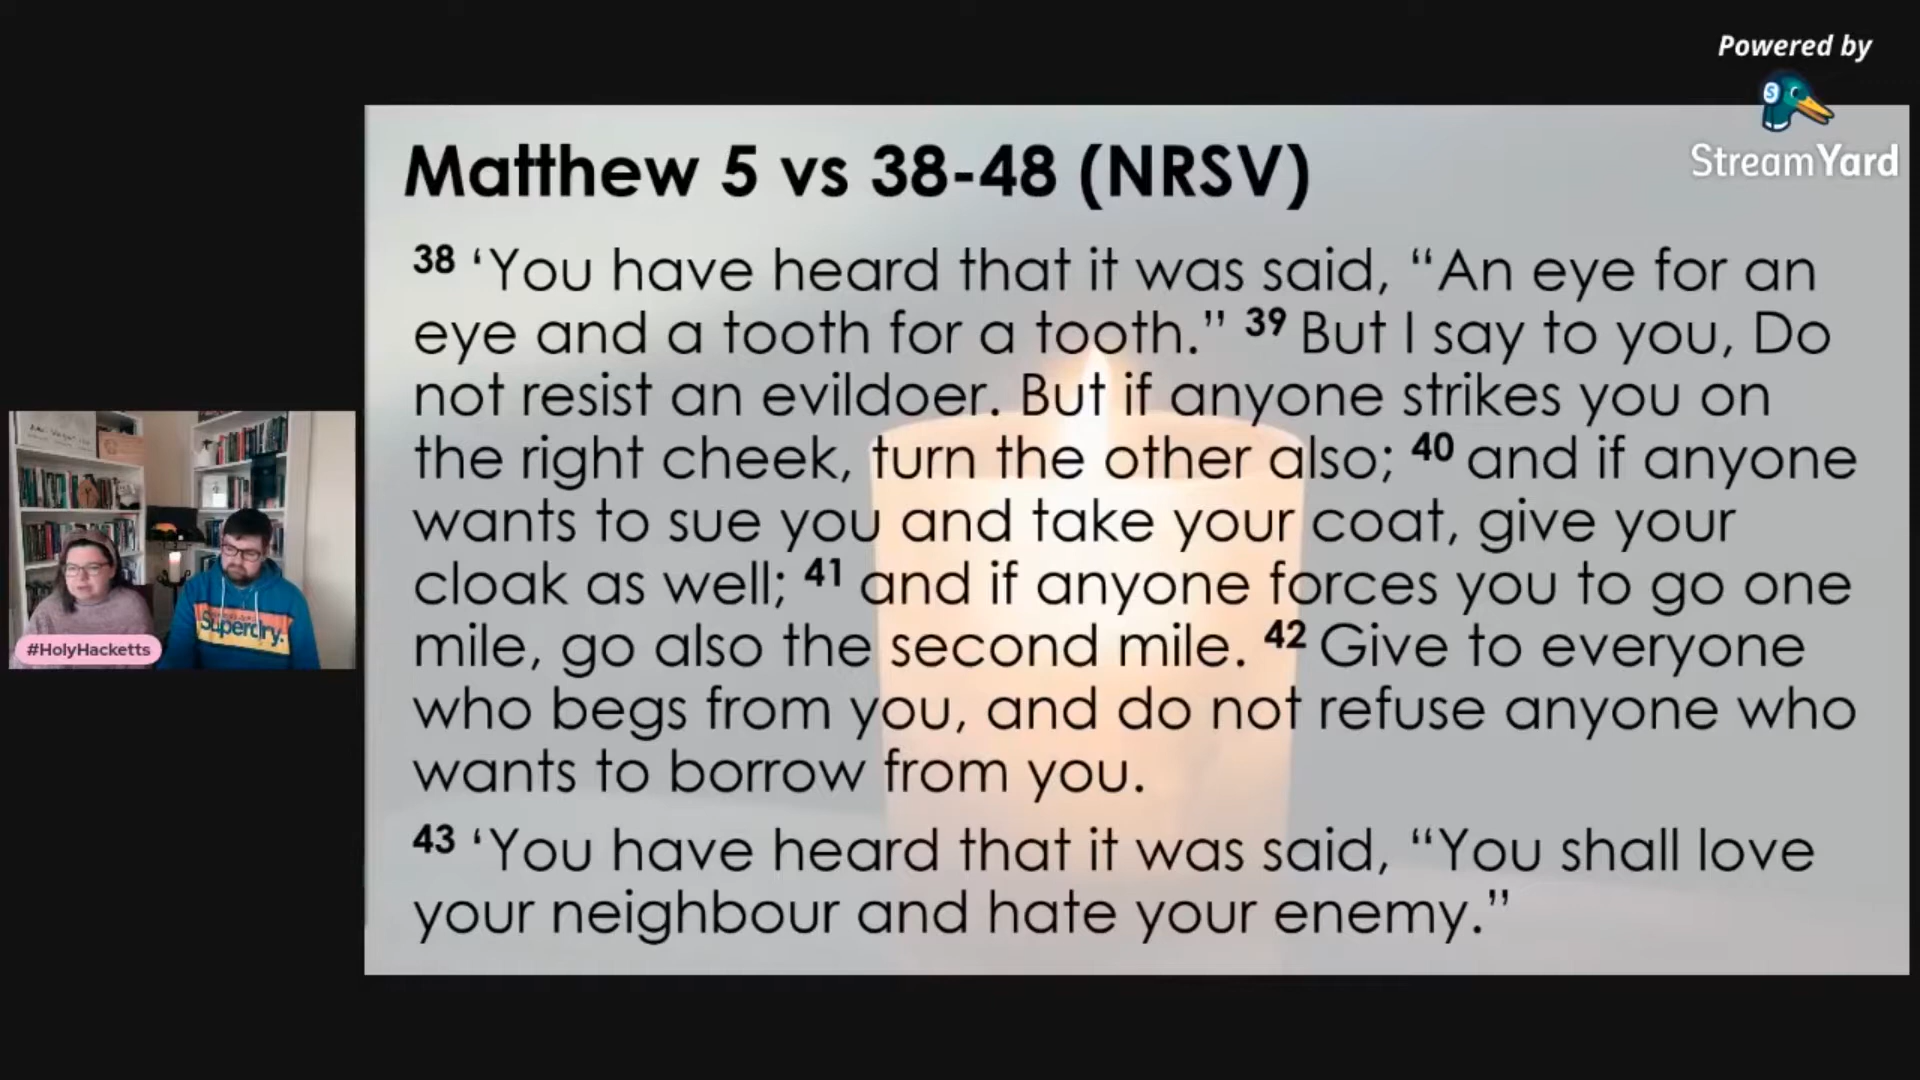 Powered by
StreamYard
Matthew 5 vs 38-48 (NRSV)
38 ‘You have heard that it was said, “An eye for an
eye and a tooth for a tooth.” 39 But I say to you, Do
not resist an evildoer. But if anyone strikes you on
the right cheek, turn the other also; 40 and if anyone
wants to sue you and take your coat, give your
cloak as well; 41 and if anyone forces you to go one
mile, go also the second mile. 42 Give to everyone
who begs from you, and do not refuse anyone who
wants to borrow from you.
43 ‘You have heard that it was said, “You shall love
your neighbour and hate your enemy.”
Superdry.
#HolyHacketts